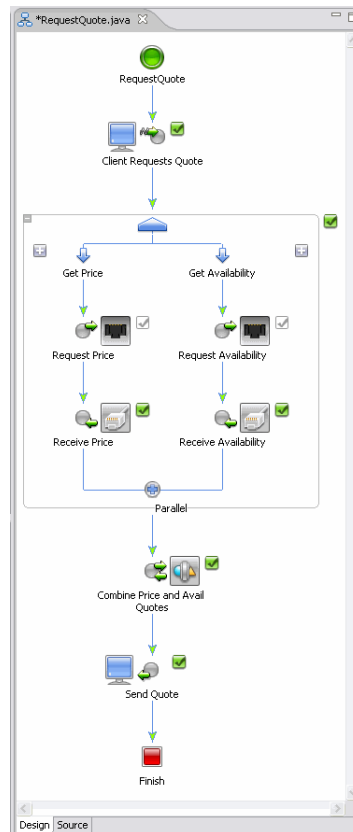 *RequestQuote.java
RequestQuote
Client Requests Quote
Get Price
Get Availability
Request Price
Request Availability
Receive Price
Receive Availability
Parallel
Combine Price and Avail
Quotes
Send Quote
Finish
Design Source